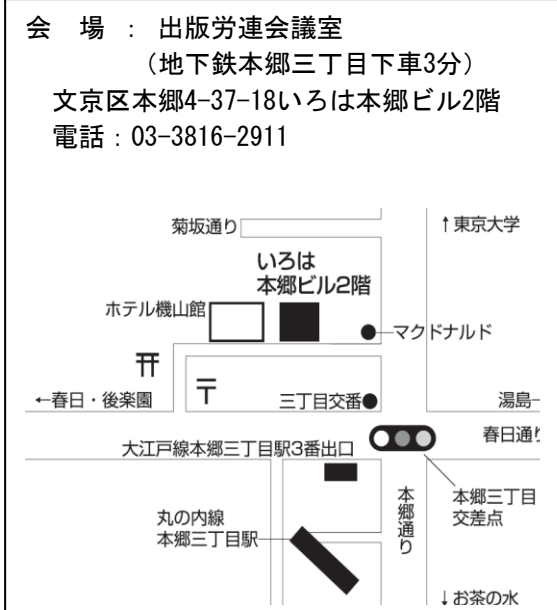 会　場 ： 出版労連会議室
（地下鉄本郷三丁目下車3分）
文京区本郷4-37-18いろは本郷ビル2階
電話：03-3816-2911
菊坂通り
↑東京大学
いろは
本郷ビル2階
ホテル機山館
マクドナルド
〒
←春日・後楽園
三丁目交番
湯島
春日通り
大江戸線本郷三丁目駅3番出口
本郷通り
本郷三丁目
交差点
丸の内線
本郷三丁目駅
↓お茶の水